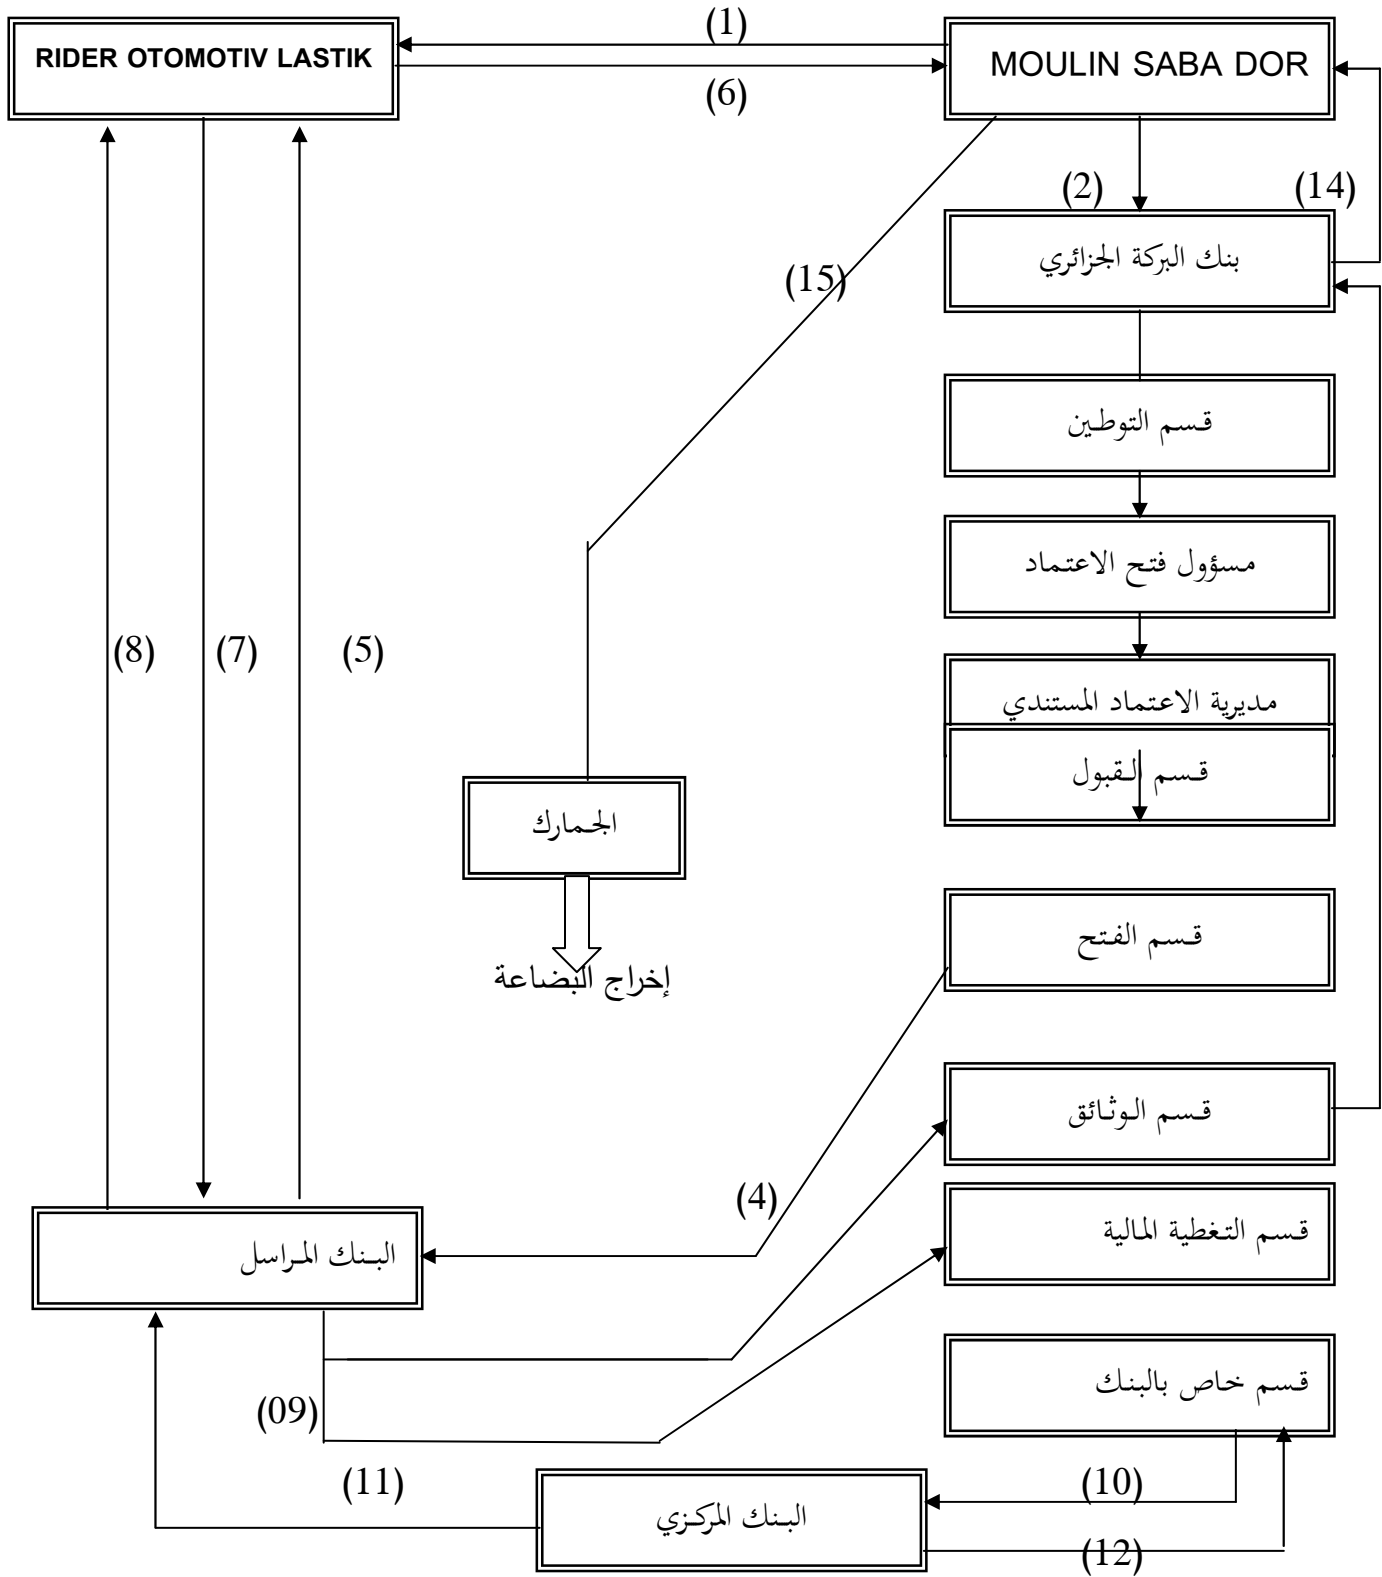 (1)
RIDER OTOMOTIV LASTIK
MOULIN SABA DOR
(6)
(2)
(14)
بنك البركة الجزائري
(15)
قسم التوطين
مسؤول فتح الاعتماد
(8)
(7)
(5)
مديرية الاعتماد المستندي
قسم القبول
الجمارك
قسم الفتح
إخراج البضاعة
قسم الوثائق
(4)
قسم التغطية المالية
البنك المراسل
قسم خاص بالبنك
(09)
(11)
(10)
البنك المركزي
(12)